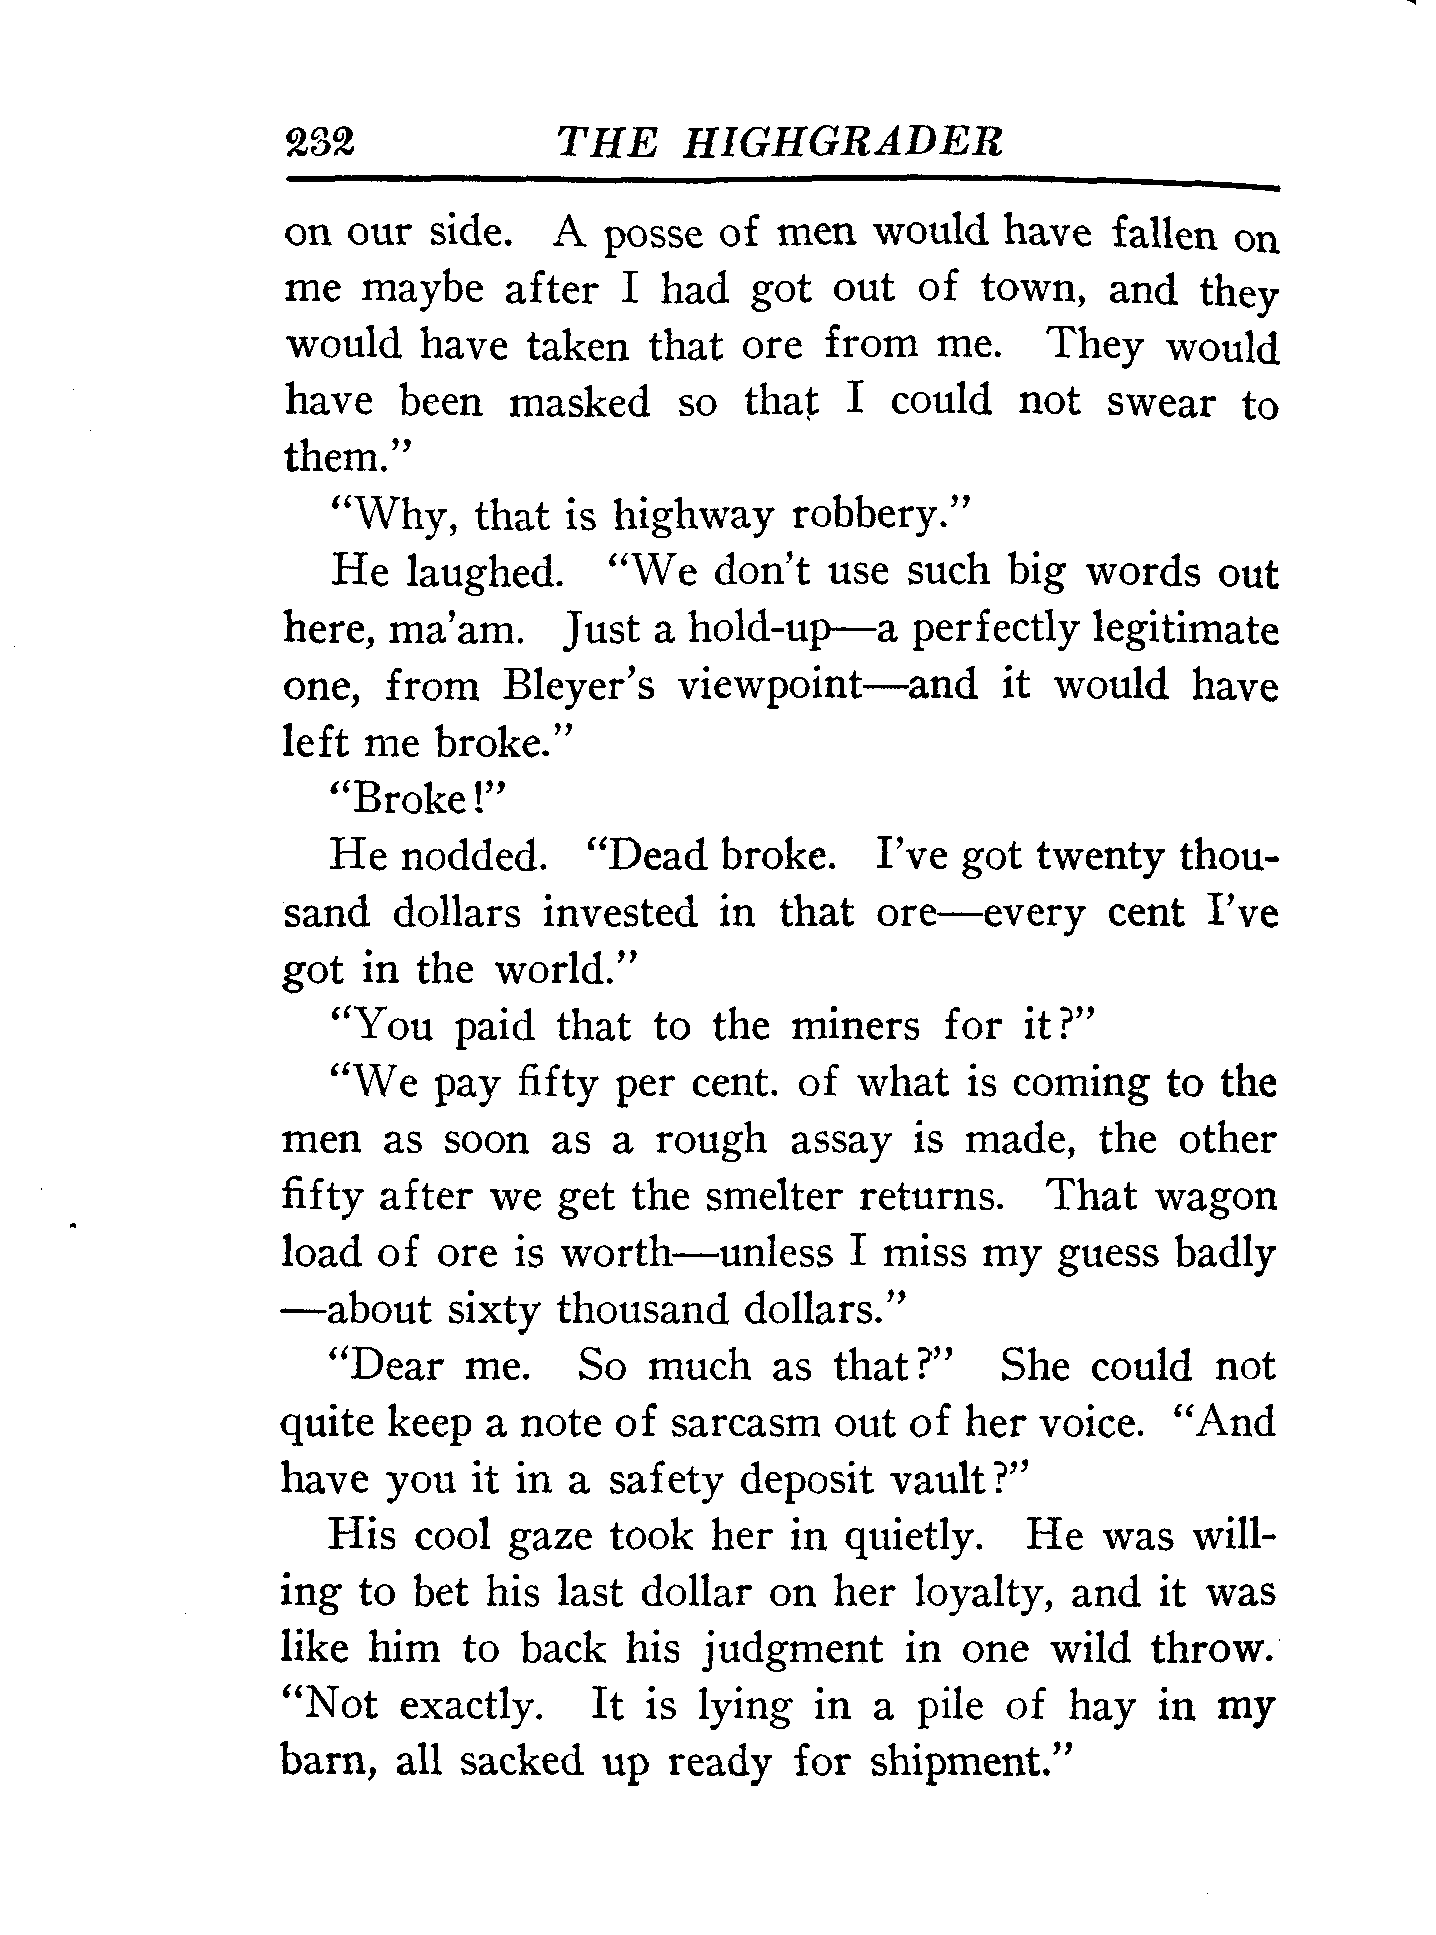 232 THE HIGHGRADER
on our side. A posse of men would have fallen on
me maybe after I had got out of town, and they
would have taken that ore from me. They would
have been masked so that I could not swear to
them."
"Why, that is highway robbery."
He laughed. "We don't use such big words out
here, ma'am. Just a hold-up—a perfectly legitimate
one, from Bleyer's viewpoint—and it would have
left me broke."
"Broke!"
He nodded. "Dead broke. I've got twenty thou-
sand dollars invested in that ore—every cent I've
got in the world."
"You paid that to the miners for it?"
"We pay fifty per cent. of what is coming to the
men as soon as a rough assay is made, the other
fifty after we get the smelter returns. That wagon
load of ore is worth—unless I miss my guess badly
—about sixty thousand dollars."
"Dear me. So much as that?" She could not
quite keep a note of sarcasm out of her voice. "And
have you it in a safety deposit vault?"
His cool gaze took her in quietly. He was will-
ing to bet his last dollar on her loyalty, and it was
like him to back his judgment in one wild throw.
"Not exactly. It is lying in a pile of hay in my
barn, all sacked up ready for shipment."